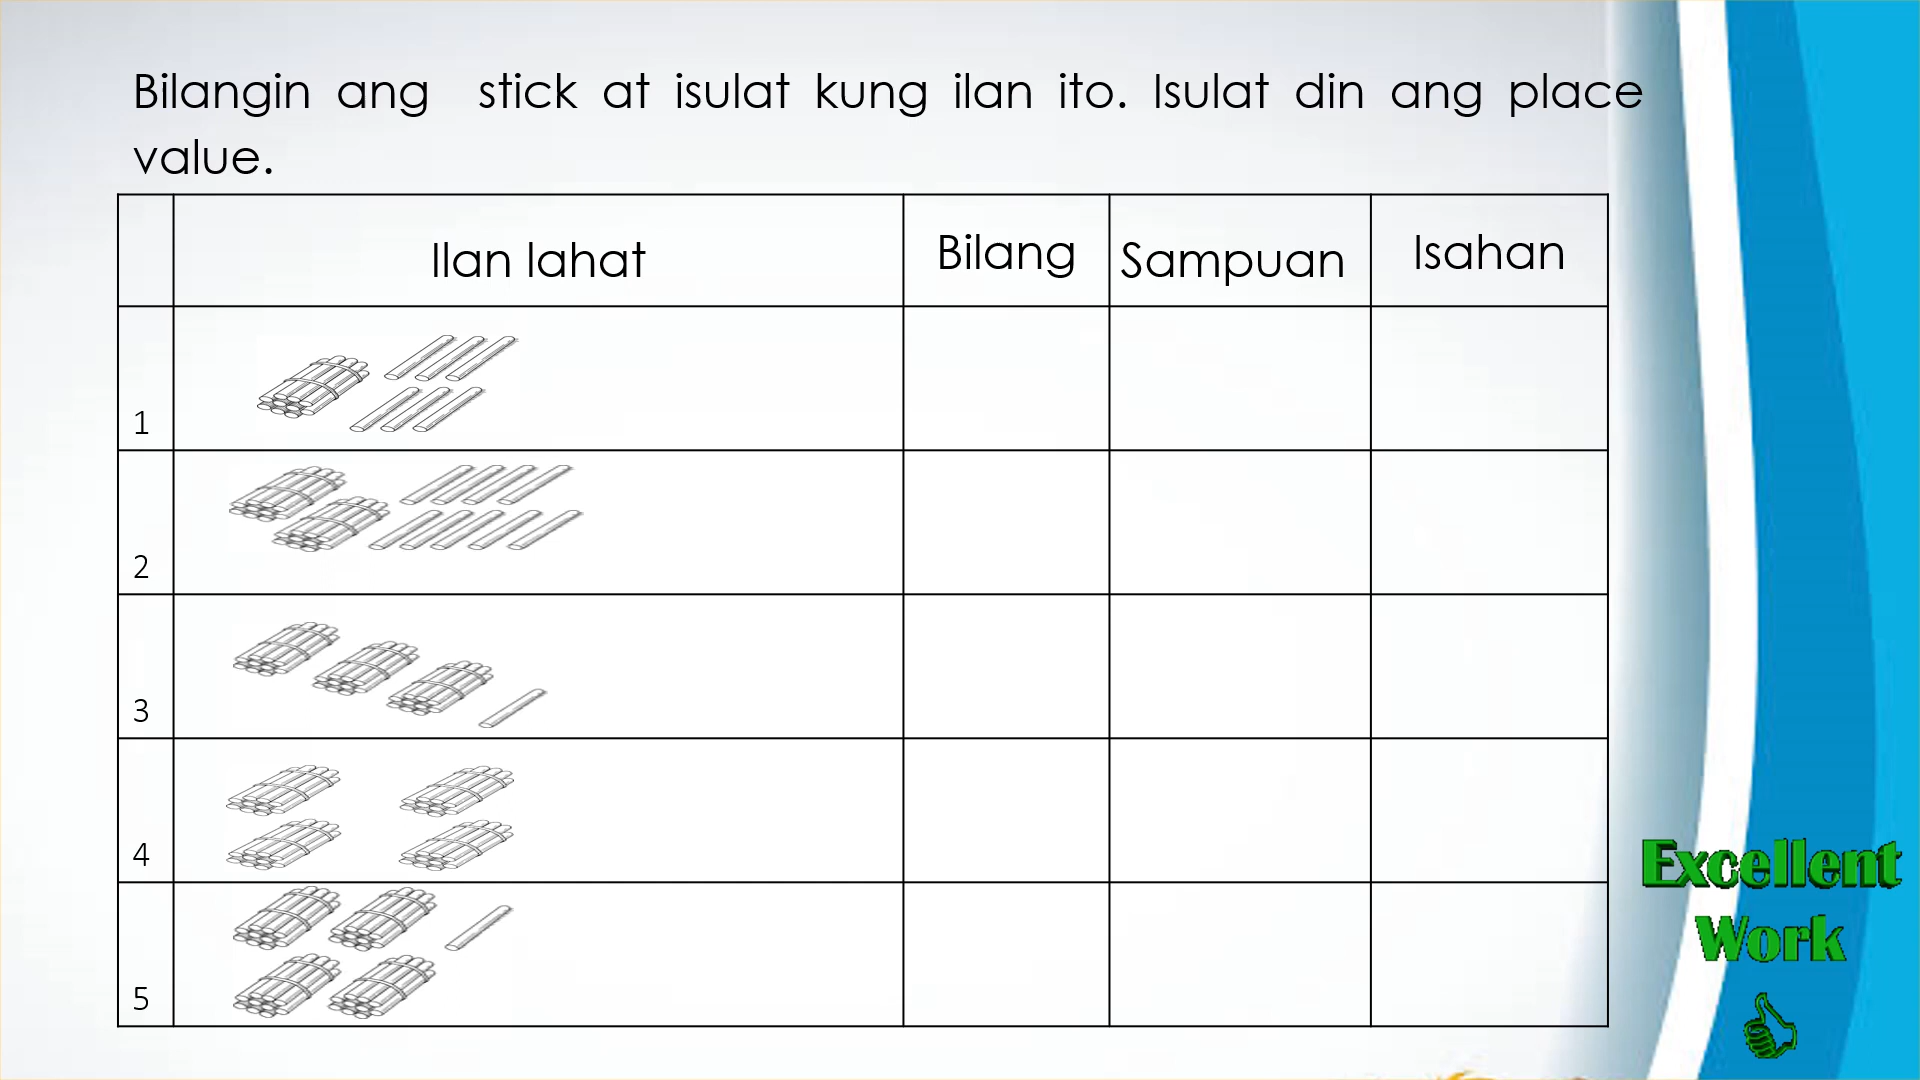 Bilangin ang stick at isulat kung ilan ito. Isulat din ang place
value.
Ilan lahat Bilang Sampuan Isahan
1
2
3
4
5
Excellent
Work